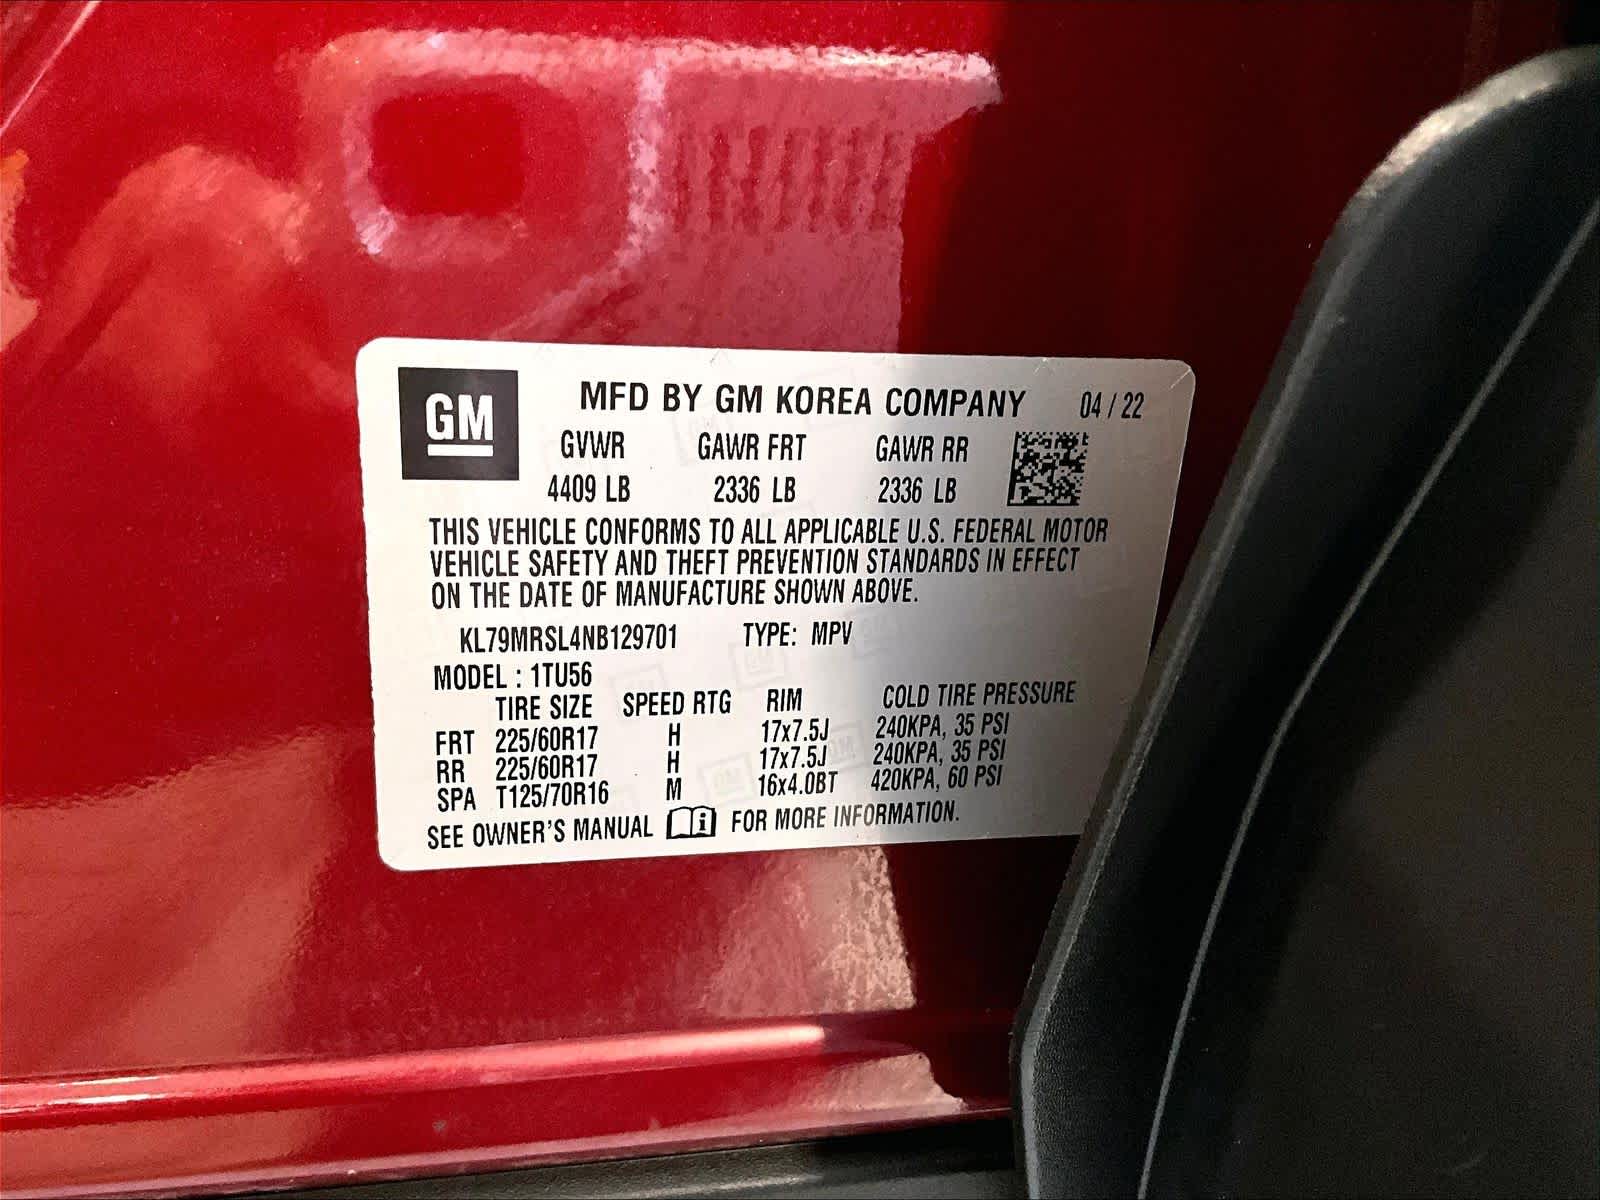 GM
MFD BY GM KOREA COMPANY 04 / 22
GVWR GAWR FRT GAWR RR
4409 LB 2336 LB 2336 LB
THIS VEHICLE CONFORMS TO ALL APPLICABLE U.S. FEDERAL MOTOR
VEHICLE SAFETY AND THEFT PREVENTION STANDARDS IN EFFECT
ON THE DATE OF MANUFACTURE SHOWN ABOVE.
KL79MRSL4NB129701 TYPE: MPV
MODEL : 1TU56
TIRE SIZE SPEED RTG RIM COLD TIRE PRESSURE
FRT 225/60R17 H 17x7.5J 240KPA, 35 PSI
RR 225/60R17 H 17x7.5J 240KPA, 35 PSI
SPA T125/70R16 M 16x4.0BT 420KPA, 60 PSI
SEE OWNER'S MANUAL i FOR MORE INFORMATION.